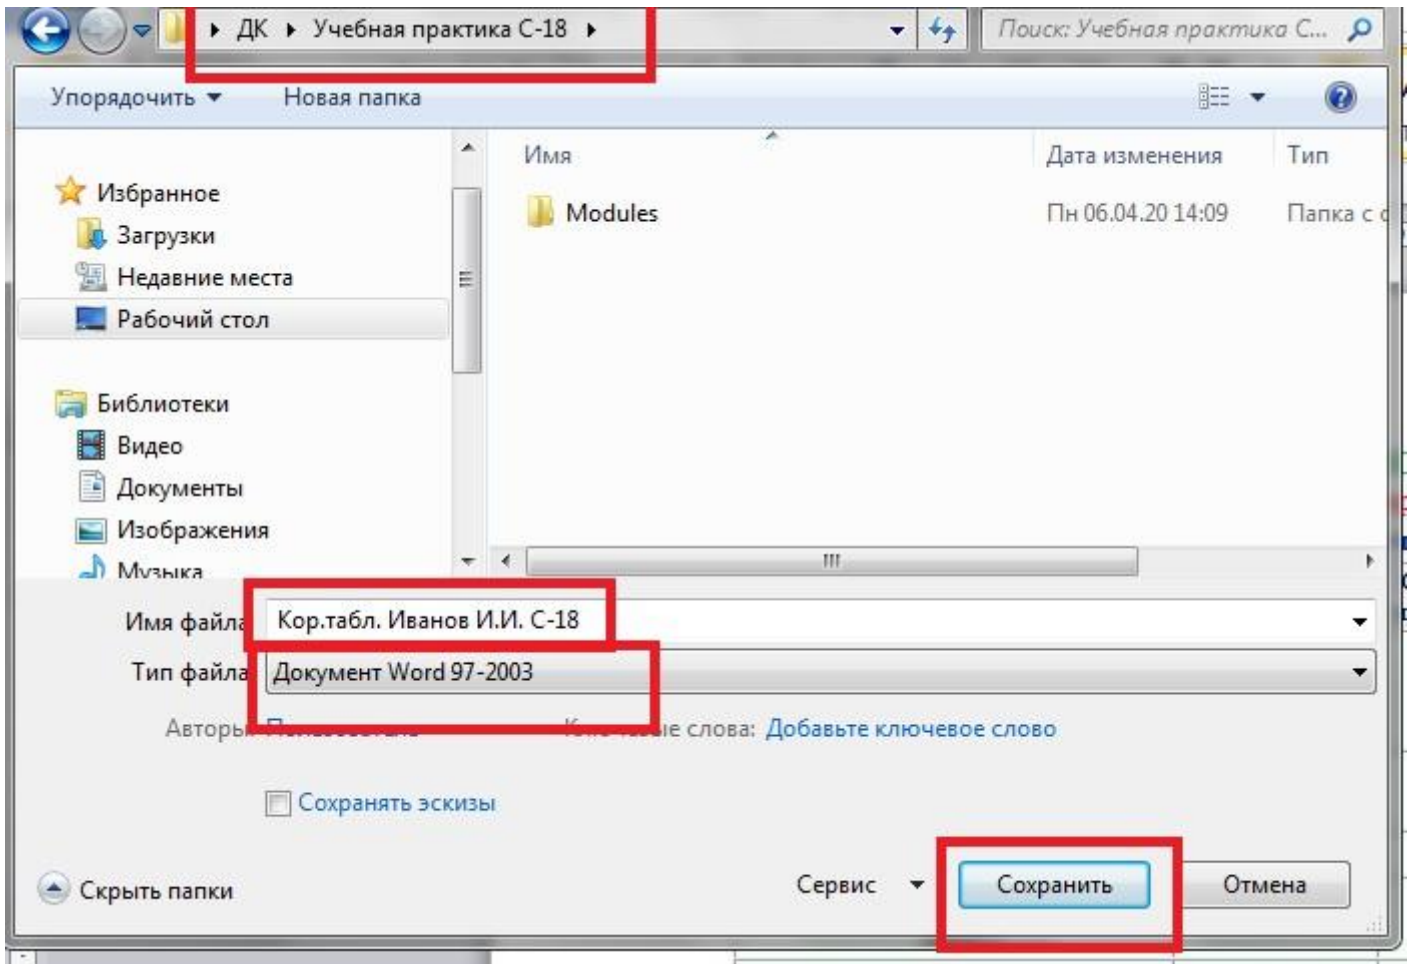 ДК Учебная практика С-18
Поиск: Учебная практика С...
Упорядочить Новая папка
Имя Дата изменения Тип
Избранное
Modules Пн 06.04.20 14:09 Папка с
Загрузки
Недавние места
Рабочий стол
Библиотеки
Видео
Документы
Изображения
Музыка
Имя файла
Кор.табл. Иванов И.И. С-18
Тип файла
Документ Word 97-2003
Авторы слова: Добавьте ключевое слово
Сохранять эскизы
Скрыть папки Сервис Сохранить Отмена